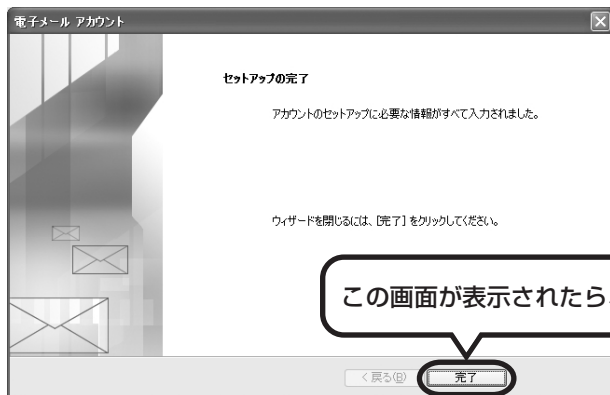 電子メール アカウント
セットアップの完了
アカウントのセットアップに必要な情報がすべて入力されました。
ウィザードを閉じるには、[完了] をクリックしてください。
この画面が表示されたら、
< 戻る(B)
完了